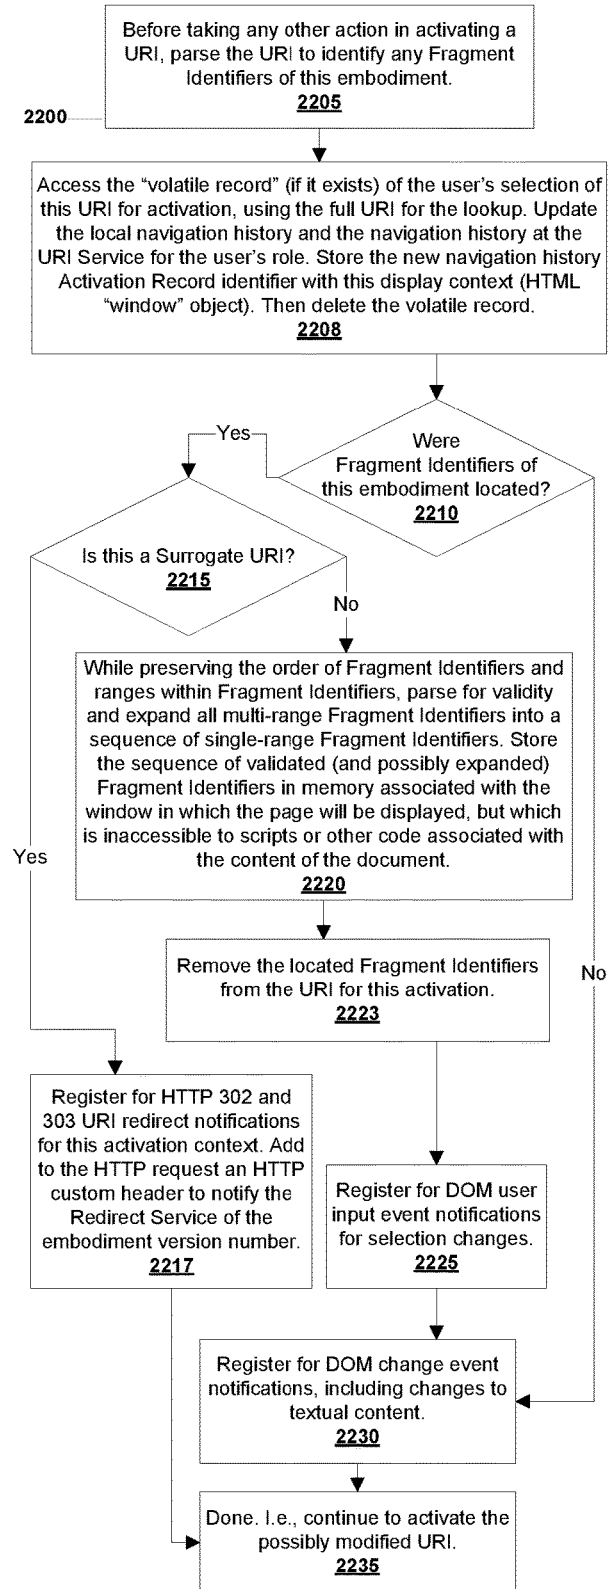 Before taking any other action in activating a
URI, parse the URI to identify any Fragment
Identifiers of this embodiment.
2205
2200
Access the “volatile record” (if it exists) of the user’s selection of
this URI for activation, using the full URI for the lookup. Update
the local navigation history and the navigation history at the
URI Service for the user’s role. Store the new navigation history
Activation Record identifier with this display context (HTML
“window” object). Then delete the volatile record.
2208
Yes
Were
Fragment Identifiers of
this embodiment located?
2210
Is this a Surrogate URI?
2215
No
While preserving the order of Fragment Identifiers and
ranges within Fragment Identifiers, parse for validity
and expand all multi-range Fragment Identifiers into a
sequence of single-range Fragment Identifiers. Store
the sequence of validated (and possibly expanded)
Fragment Identifiers in memory associated with the
window in which the page will be displayed, but which
is inaccessible to scripts or other code associated with
the content of the document.
2220
Yes
Remove the located Fragment Identifiers
from the URI for this activation.
2223
No
Register for HTTP 302 and
303 URI redirect notifications
for this activation context. Add
to the HTTP request an HTTP
custom header to notify the
Redirect Service of the
embodiment version number.
2217
Register for DOM user
input event notifications
for selection changes.
2225
Register for DOM change event
notifications, including changes to
textual content.
2230
Done. I.e., continue to activate the
possibly modified URI.
2235